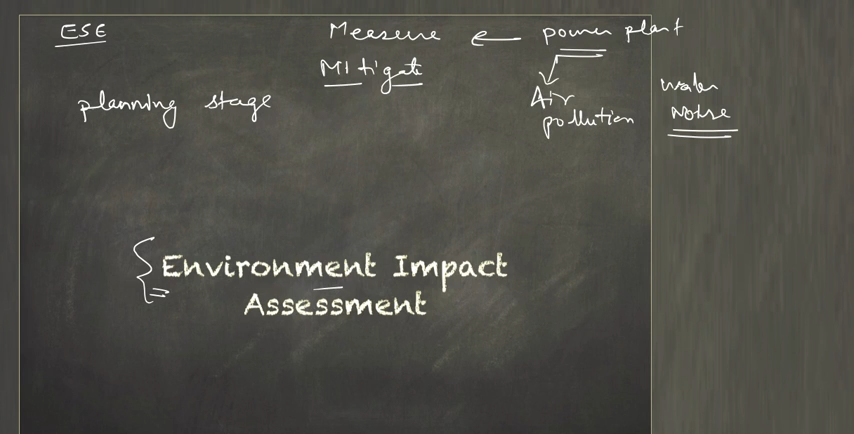 ESE
Measure ← power plant
Mitigate
planning stage
Air
pollution
water
Noise
Environment Impact
Assessment